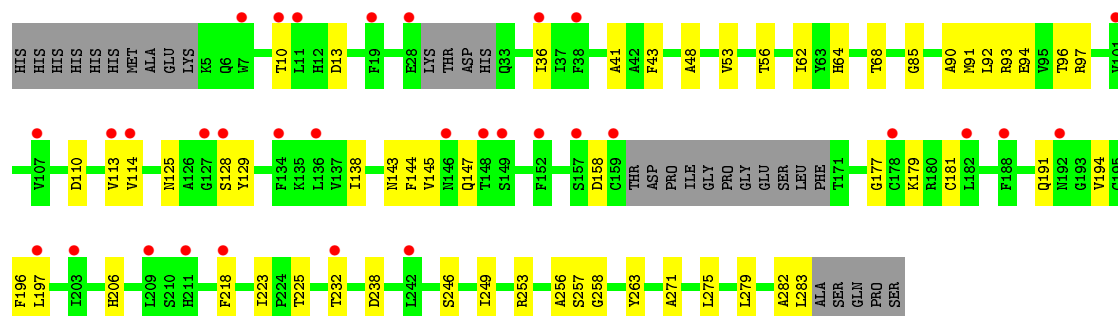 HIS HIS HIS HIS HIS HIS MET ALA GLU LYS K5 Q6 W7 T10 L11 H12 D13 F19 E28 LYS THR ASP HIS Q33 I36 I37 F38 A41 A42 F43 A48 V53 T56 I62 Y63 H64 T68 G85 A90 M91 L92 R93 E94 V95 T96 R97 V101
V107 D110 V113 V114 N125 A126 G127 S128 Y129 F134 K135 L136 V137 I138 N143 F144 V145 N146 Q147 T148 S149 F152 S157 D158 C159 THR ASP PRO ILE GLY PRO GLY GLU SER LEU PHE T171 G177 C178 K179 R180 C181 L182 F188 Q191 N192 G193 V194 C195
F196 L197 I203 H206 L209 S210 H211 F218 I223 P224 T225 T232 D238 L242 S246 I249 R253 A256 S257 G258 Y263 A271 L275 L279 A282 L283 ALA SER GLN PRO SER